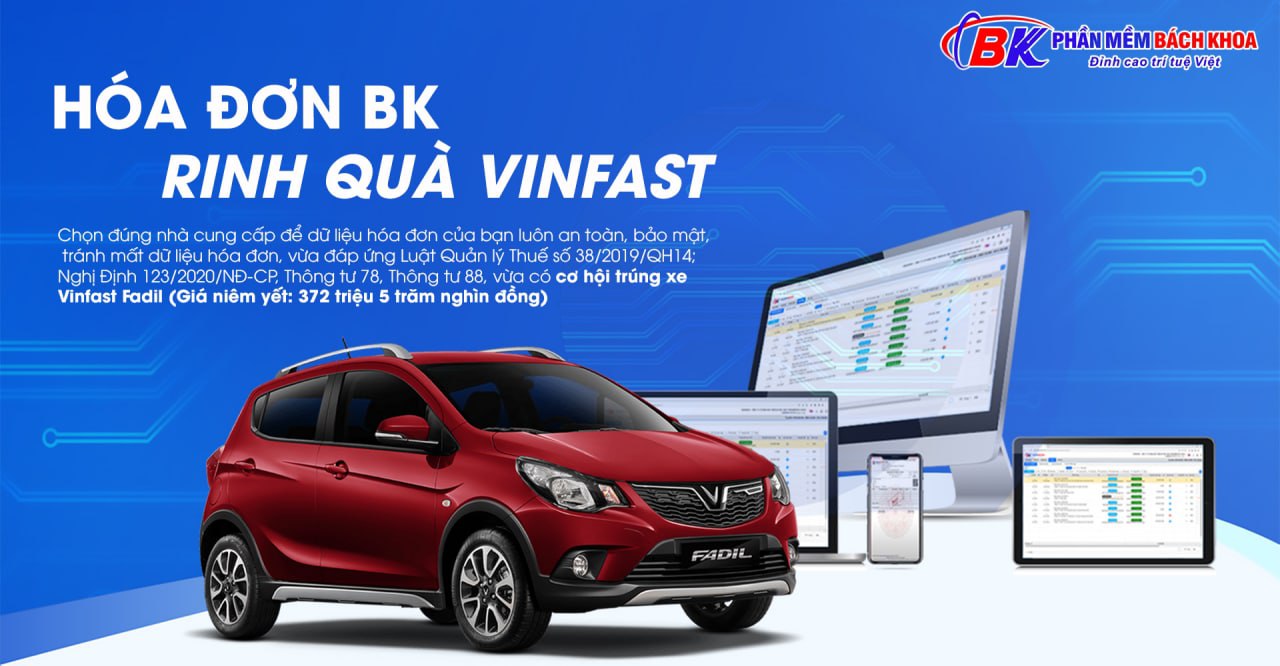 BK PHẦN MỀM BÁCH KHOA
Đỉnh cao trí tuệ Việt
HÓA ĐƠN BK
RINH QUÀ VINFAST
Chọn đúng nhà cung cấp để dữ liệu hóa đơn của bạn luôn an toàn, bảo mật,
tránh mất dữ liệu hóa đơn, vừa đáp ứng Luật Quản lý Thuế số 38/2019/QH14;
Nghị Định 123/2020/NĐ-CP, Thông tư 78, Thông tư 88, vừa có cơ hội trúng xe
Vinfast Fadil (Giá niêm yết: 372 triệu 5 trăm nghìn đồng)
FADIL